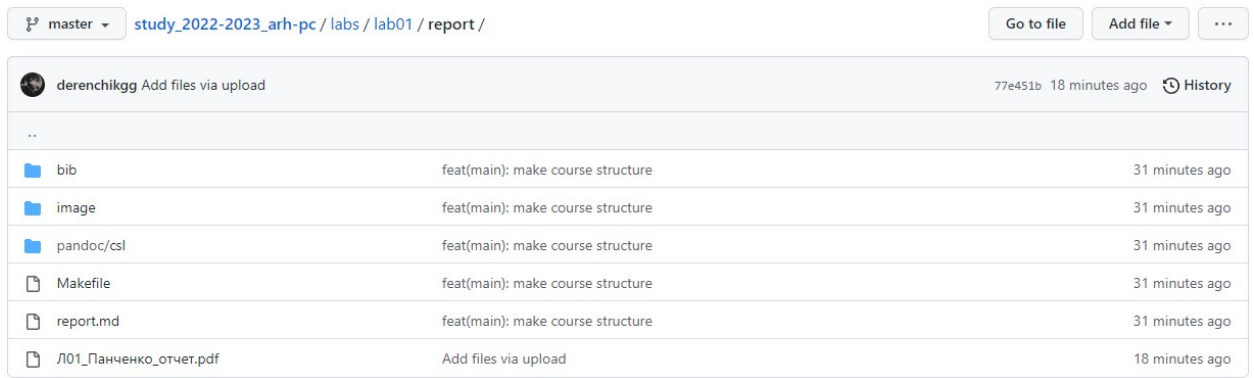 master study_2022-2023_arh-pc / labs / lab01 / report / Go to file Add file ...
derenchikgg Add files via upload 77e451b 18 minutes ago History
..
bib feat(main): make course structure 31 minutes ago
image feat(main): make course structure 31 minutes ago
pandoc/csl feat(main): make course structure 31 minutes ago
Makefile feat(main): make course structure 31 minutes ago
report.md feat(main): make course structure 31 minutes ago
Л01_Панченко_отчет.pdf Add files via upload 18 minutes ago